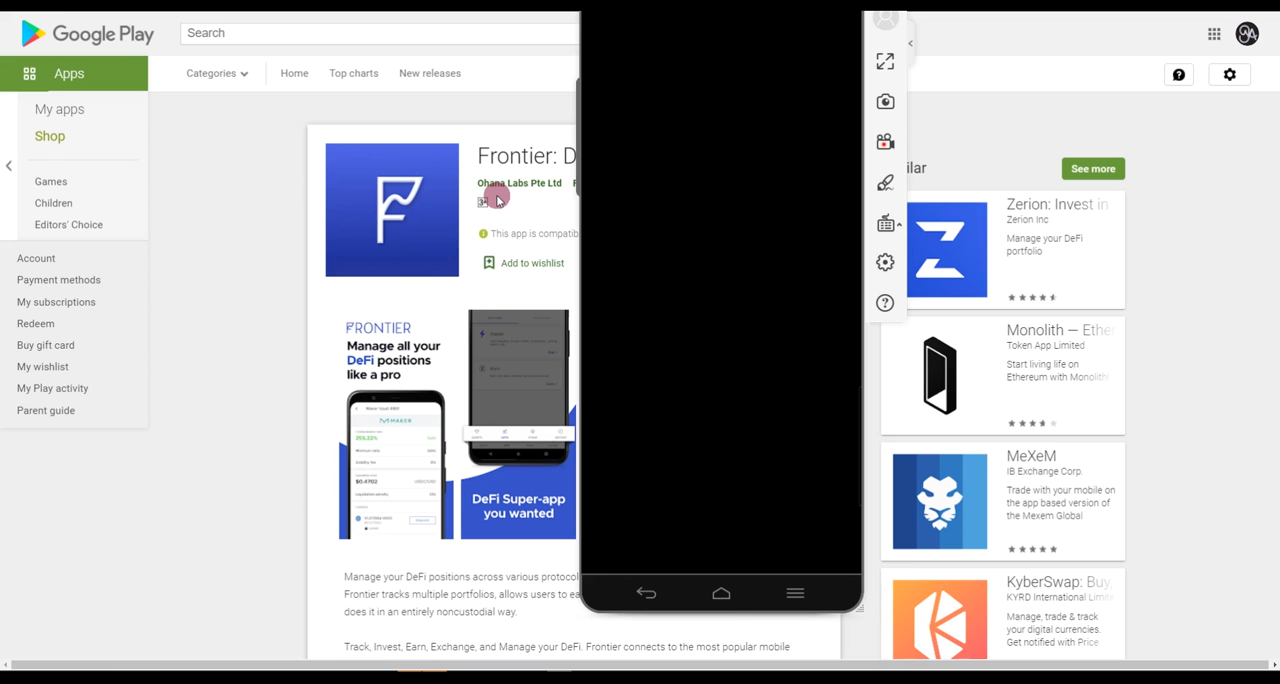 Google Play
Search
Apps
Categories
Home
Top charts
New releases
My apps
Shop
Games
Children
Editors' Choice
Account
Payment methods
My subscriptions
Redeem
Buy gift card
My wishlist
My Play activity
Parent guide
Frontier: D
Ohana Labs Pte Ltd
3+
This app is compatib
Add to wishlist
FRONTIER
Manage all your
DeFi positions
like a pro
MAKER
DeFi Super-app
you wanted
Manage your DeFi positions across various protocol
Frontier tracks multiple portfolios, allows users to ea
does it in an entirely noncustodial way.
Track, Invest, Earn, Exchange, and Manage your DeFi. Frontier connects to the most popular mobile
ilar
See more
Zerion: Invest in
Zerion Inc
Manage your DeFi
portfolio
Monolith — Ether
Token App Limited
Start living life on
Ethereum with Monolith!
MeXeM
IB Exchange Corp.
Trade with your mobile on
the app based version of
the Mexem Global
KyberSwap: Buy,
KYRD International Limite
Manage, trade & track
your digital currencies.
Get notified with Price